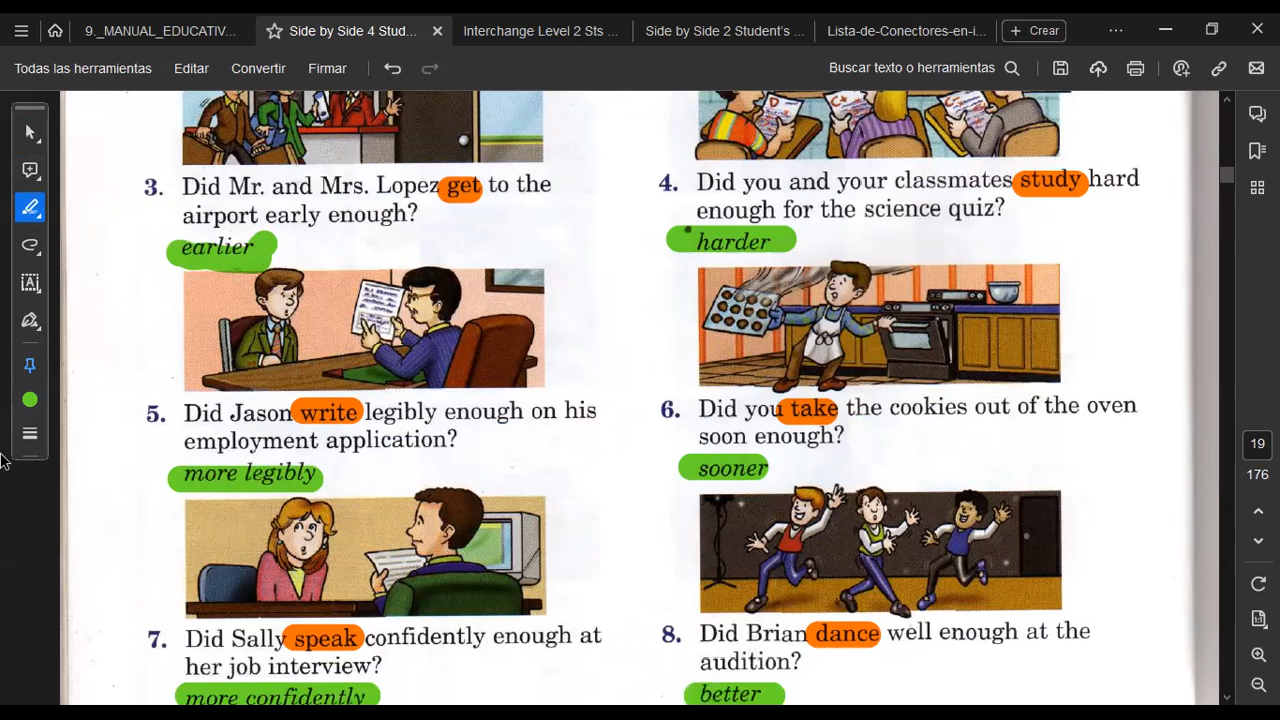 9._MANUAL_EDUCATIV...
Side by Side 4 Stud...
Interchange Level 2 Sts ...
Side by Side 2 Student's ...
Lista-de-Conectores-en-i...
+ Crear
Todas las herramientas
Editar
Convertir
Firmar
Buscar texto o herramientas
D
C+
3. Did Mr. and Mrs. Lopez get to the
airport early enough?
earlier
4. Did you and your classmates study hard
enough for the science quiz?
harder
5. Did Jason write legibly enough on his
employment application?
more legibly
6. Did you take the cookies out of the oven
soon enough?
sooner
7. Did Sally speak confidently enough at
her job interview?
more confidently
8. Did Brian dance well enough at the
audition?
better
19
176